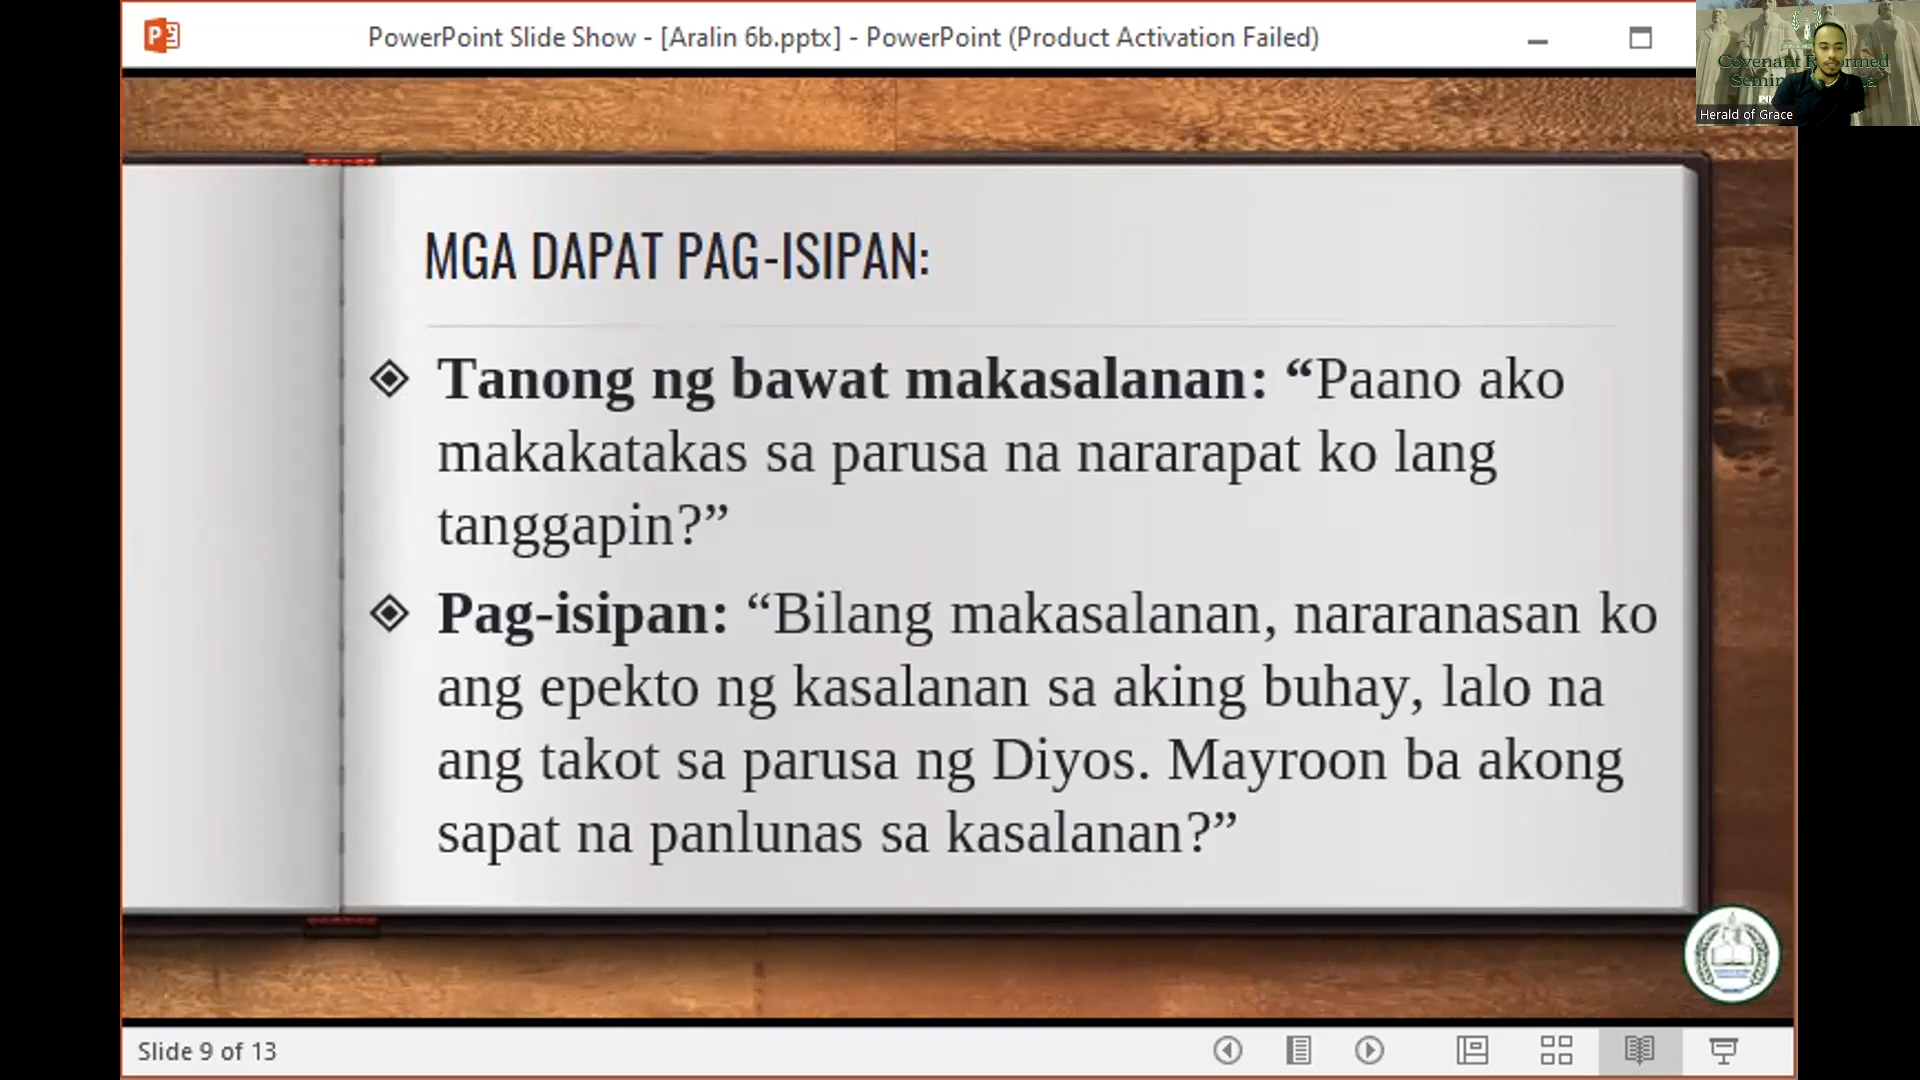 PowerPoint Slide Show - [Aralin 6b.pptx] - PowerPoint (Product Activation Failed)
Covenant
Herald of Grace
MGA DAPAT PAG-ISIPAN:
Tanong ng bawat makasalanan: “Paano ako
makakatakas sa parusa na nararapat ko lang
tanggapin?”
Pag-isipan: “Bilang makasalanan, nararanasan ko
ang epekto ng kasalanan sa aking buhay, lalo na
ang takot sa parusa ng Diyos. Mayroon ba akong
sapat na panlunas sa kasalanan?”
Slide 9 of 13